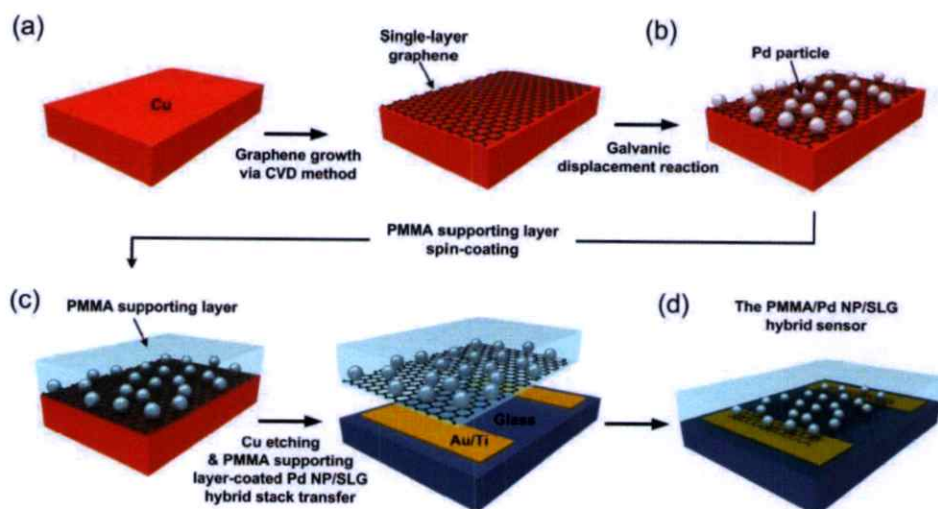 (a)
Cu
Graphene growth
via CVD method
Single-layer
graphene
Galvanic
displacement reaction
(b)
Pd particle
PMMA supporting layer
spin-coating
(c)
PMMA supporting layer
Cu etching
& PMMA supporting
layer-coated Pd NP/SLG
hybrid stack transfer
Glass
Au/Ti
(d)
The PMMA/Pd NP/SLG
hybrid sensor